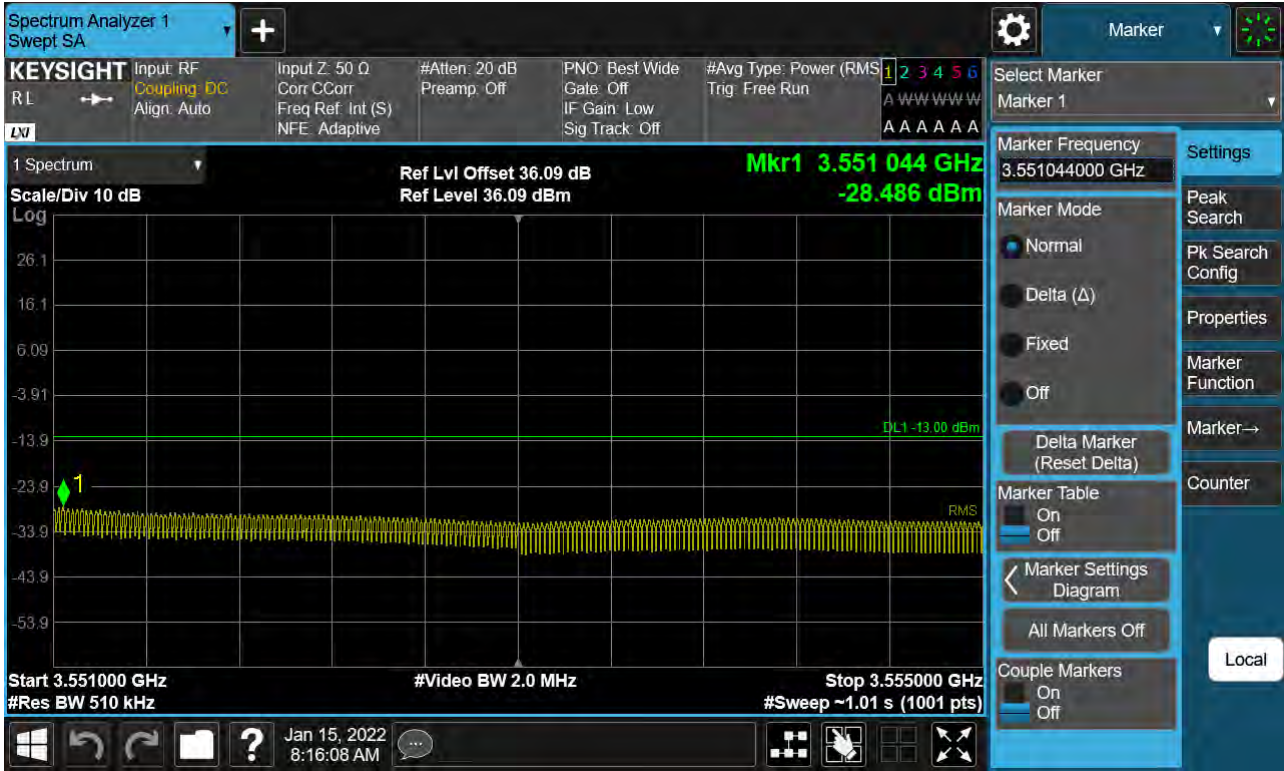 Spectrum Analyzer 1
Swept SA
+
Marker
KEYSIGHT
RL
LXI
Input: RF
Coupling: DC
Align: Auto
Input Z: 50 Ω
Corr CCorr
Freq Ref: Int (S)
NFE: Adaptive
#Atten: 20 dB
Preamp: Off
PNO: Best Wide
Gate: Off
IF Gain: Low
Sig Track: Off
#Avg Type: Power (RMS
Trig: Free Run
1 2 3 4 5 6
A W W W W W
A A A A A A
Select Marker
Marker 1
1 Spectrum
Scale/Div 10 dB
Log
Ref Lvl Offset 36.09 dB
Ref Level 36.09 dBm
Mkr1 3.551 044 GHz
-28.486 dBm
26.1
16.1
6.09
-3.91
-13.9
-23.9
-33.9
-43.9
-53.9
DL1 -13.00 dBm
1
RMS
Start 3.551000 GHz
#Res BW 510 kHz
#Video BW 2.0 MHz
Stop 3.555000 GHz
#Sweep ~1.01 s (1001 pts)
Marker Frequency
3.551044000 GHz
Marker Mode
Normal
Delta (Δ)
Fixed
Off
Delta Marker
(Reset Delta)
Marker Table
On
Off
Marker Settings
Diagram
All Markers Off
Couple Markers
On
Off
Settings
Peak
Search
Pk Search
Config
Properties
Marker
Function
Marker→
Counter
Local
?
Jan 15, 2022
8:16:08 AM